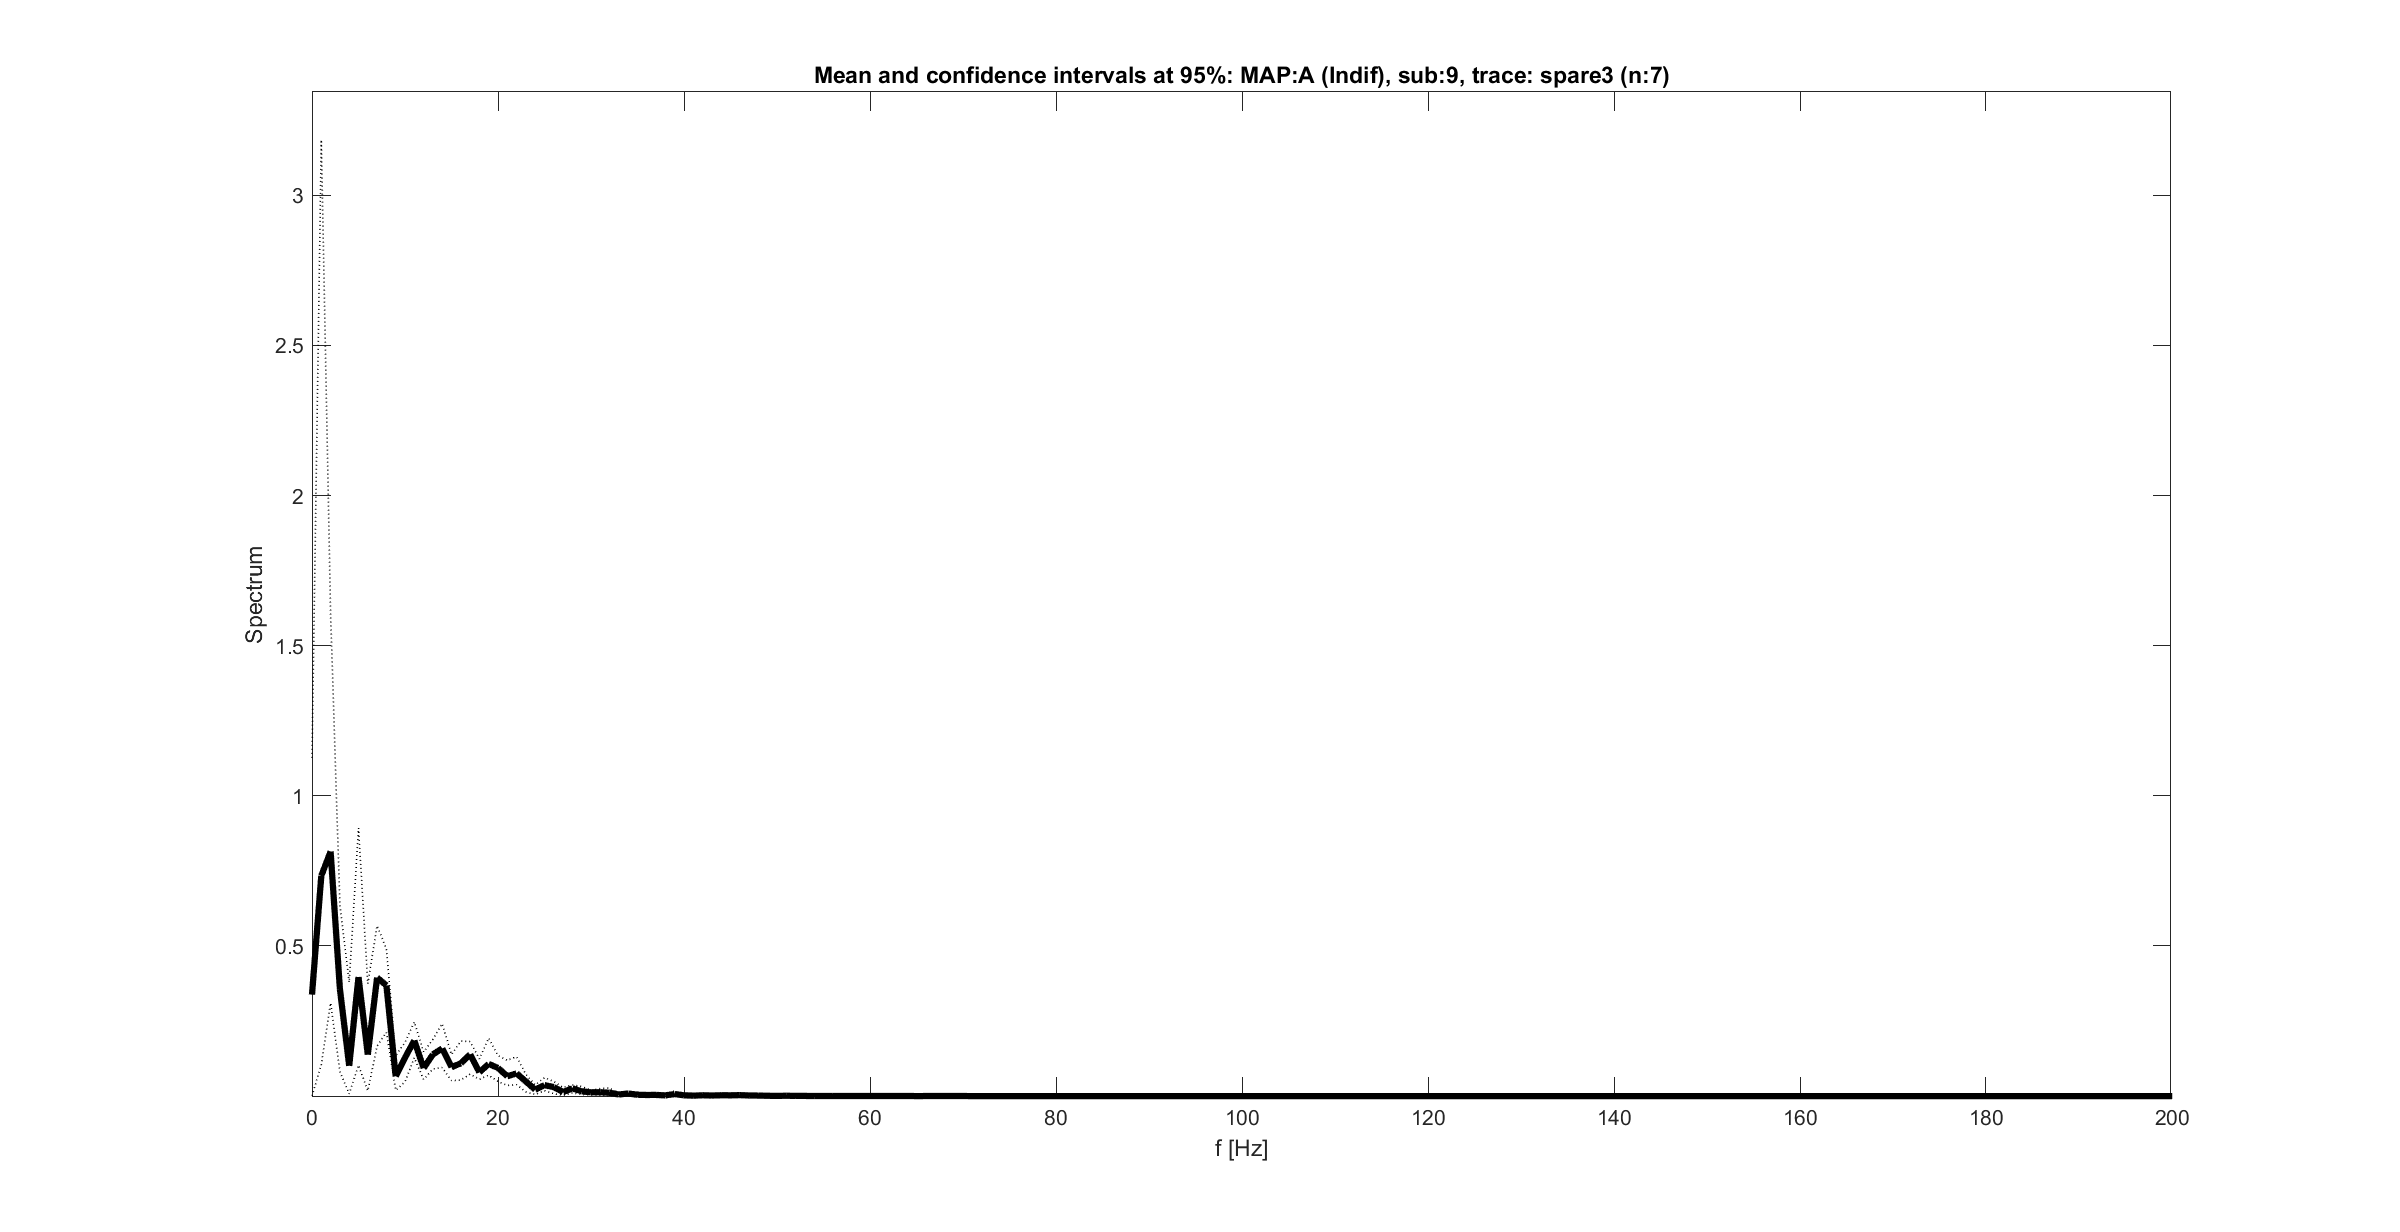 Mean and confidence intervals at 95%: MAP:A (Indif), sub:9, trace: spare3 (n:7)
3
2.5
2
1.5
1
0.5
Spectrum
0 20 40 60 80 100 120 140 160 180 200
f [Hz]